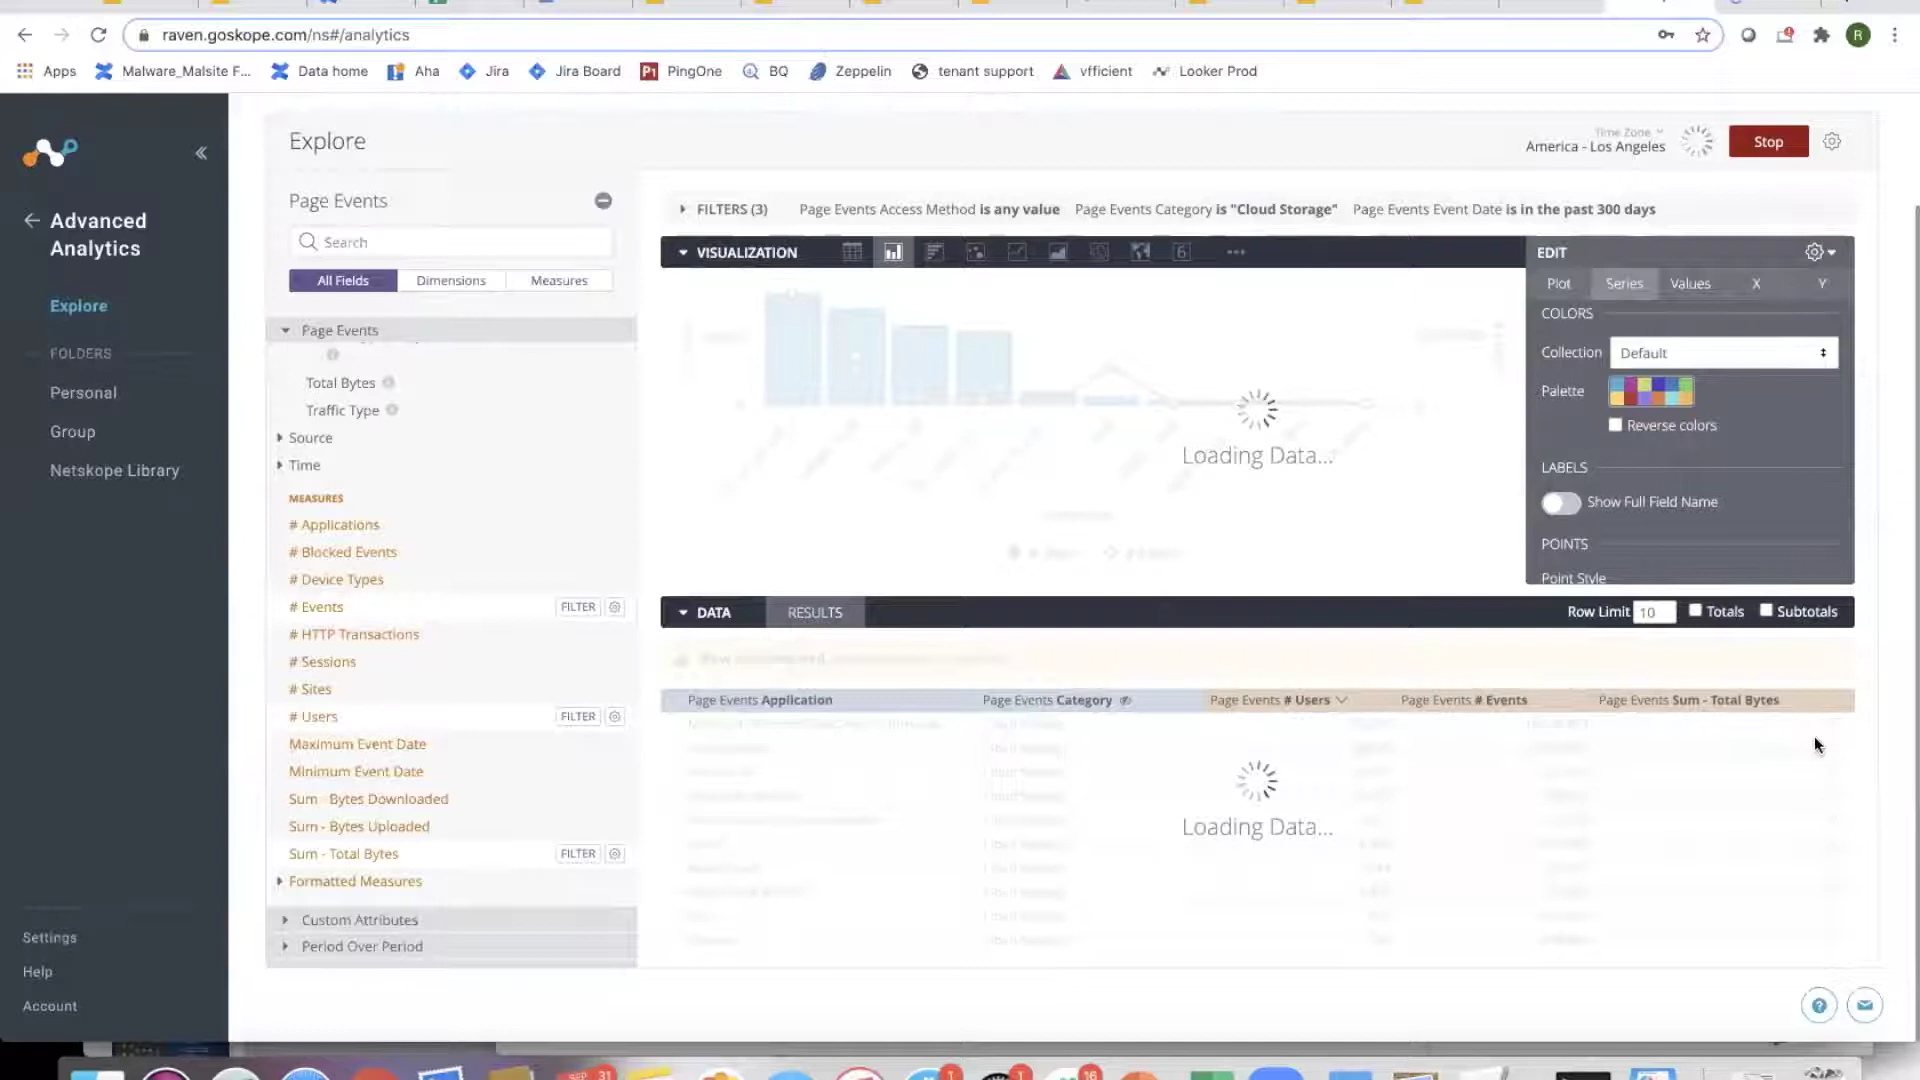 raven.goskope.com/ns#/analytics
R
Apps
Malware_Malsite F...
Data home
Aha
Jira
Jira Board
P1 PingOne
BQ
Zeppelin
tenant support
vfficient
Looker Prod
Advanced
Analytics
Explore
FOLDERS
Personal
Group
Netskope Library
Settings
Help
Account
Explore
Time Zone
America - Los Angeles
Stop
Page Events
Search
All Fields Dimensions Measures
Page Events
Total Bytes
Traffic Type
Source
Time
MEASURES
# Applications
# Blocked Events
# Device Types
# Events FILTER
# HTTP Transactions
# Sessions
# Sites
# Users FILTER
Maximum Event Date
Minimum Event Date
Sum - Bytes Downloaded
Sum - Bytes Uploaded
Sum - Total Bytes FILTER
Formatted Measures
Custom Attributes
Period Over Period
FILTERS (3) Page Events Access Method is any value Page Events Category is "Cloud Storage" Page Events Event Date is in the past 300 days
VISUALIZATION 6 ...
Loading Data...
EDIT
Plot Series Values X Y
COLORS
Collection Default
Palette
Reverse colors
LABELS
Show Full Field Name
POINTS
Point Style
DATA RESULTS Row Limit 10 Totals Subtotals
Page Events Application Page Events Category Page Events # Users Page Events # Events Page Events Sum - Total Bytes
Loading Data...
?
SEP 31
1
1
16